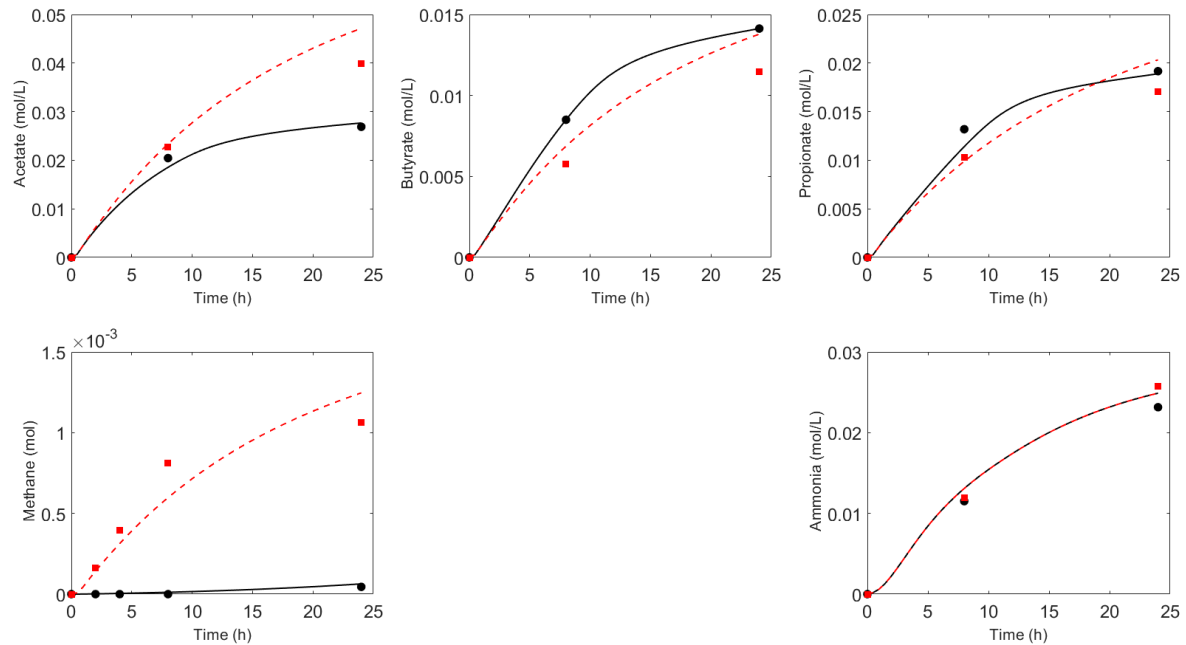 0.05
0.04
0.03
0.02
0.01
0
Acetate (mol/L)
0 5 10 15 20 25
Time (h)
0.015
0.01
0.005
0
Butyrate (mol/L)
0 5 10 15 20 25
Time (h)
0.025
0.02
0.015
0.01
0.005
0
Propionate (mol/L)
0 5 10 15 20 25
Time (h)
×10-3
1.5
1
0.5
0
Methane (mol)
0 5 10 15 20 25
Time (h)
0.03
0.02
0.01
0
Ammonia (mol/L)
0 5 10 15 20 25
Time (h)